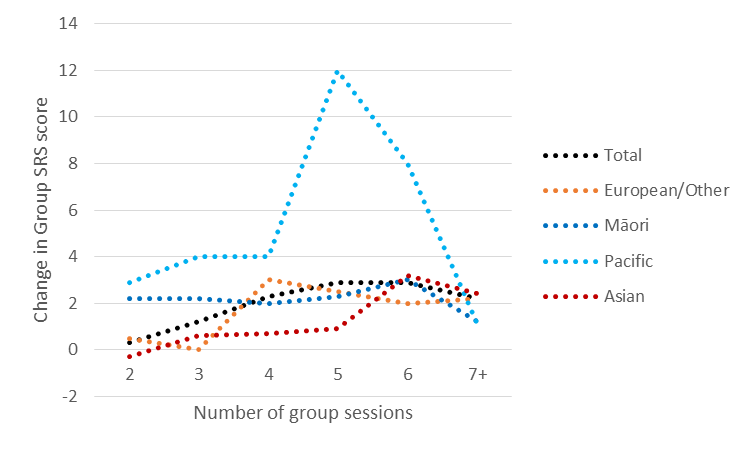 14
12
10
8
6
4
2
0
-2
Change in Group SRS score
2 3 4 5 6 7+
Number of group sessions
Total
European/Other
Māori
Pacific
Asian